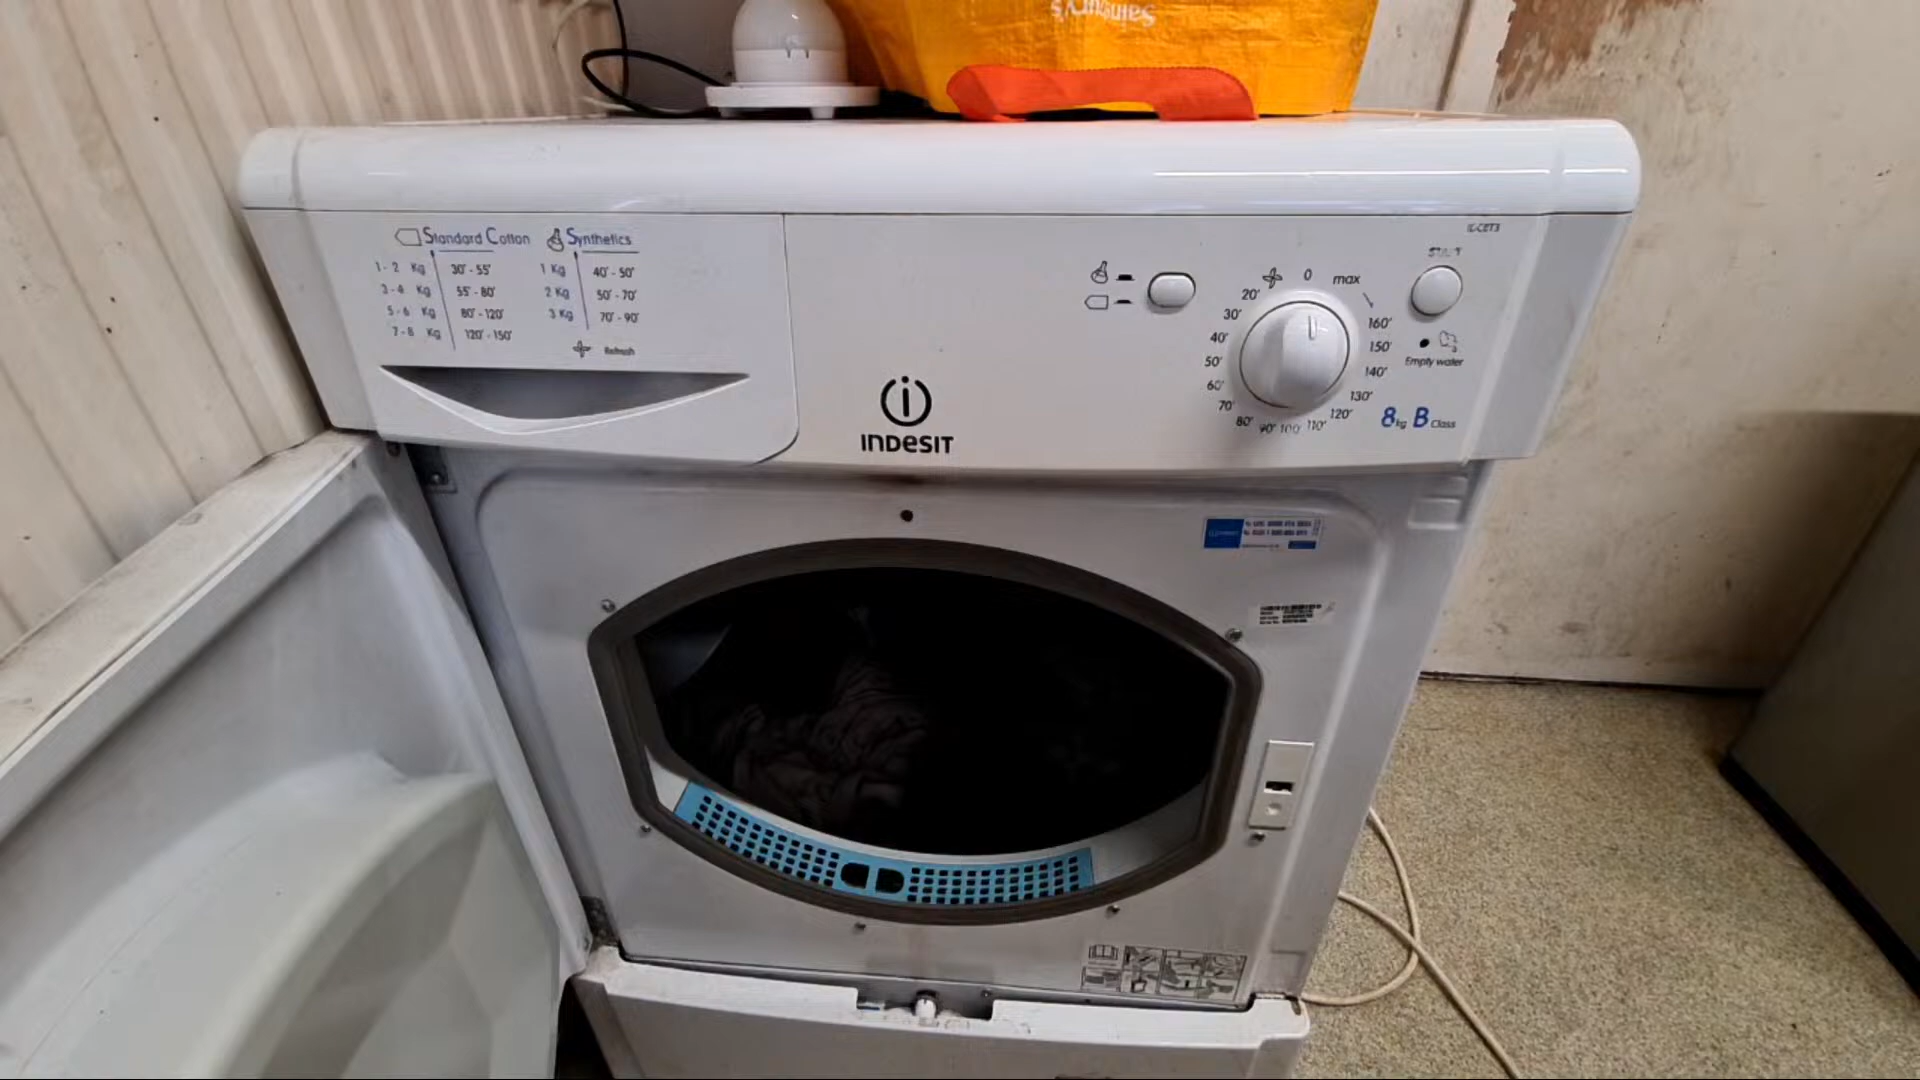 Sainsbury's
Standard Cotton
1-2 Kg 30'-55'
3-4 Kg 55'-80'
5-6 Kg 80'-120'
7-8 Kg 120'-150'
Synthetics
1 Kg 40'-50'
2 Kg 50'-70'
3 Kg 70'-90'
Refresh
INDESIT
0
max
160'
150'
140'
130'
120'
110'
100'
90'
80'
70'
60'
50'
40'
30'
20'
START
Empty water
8kg B Class